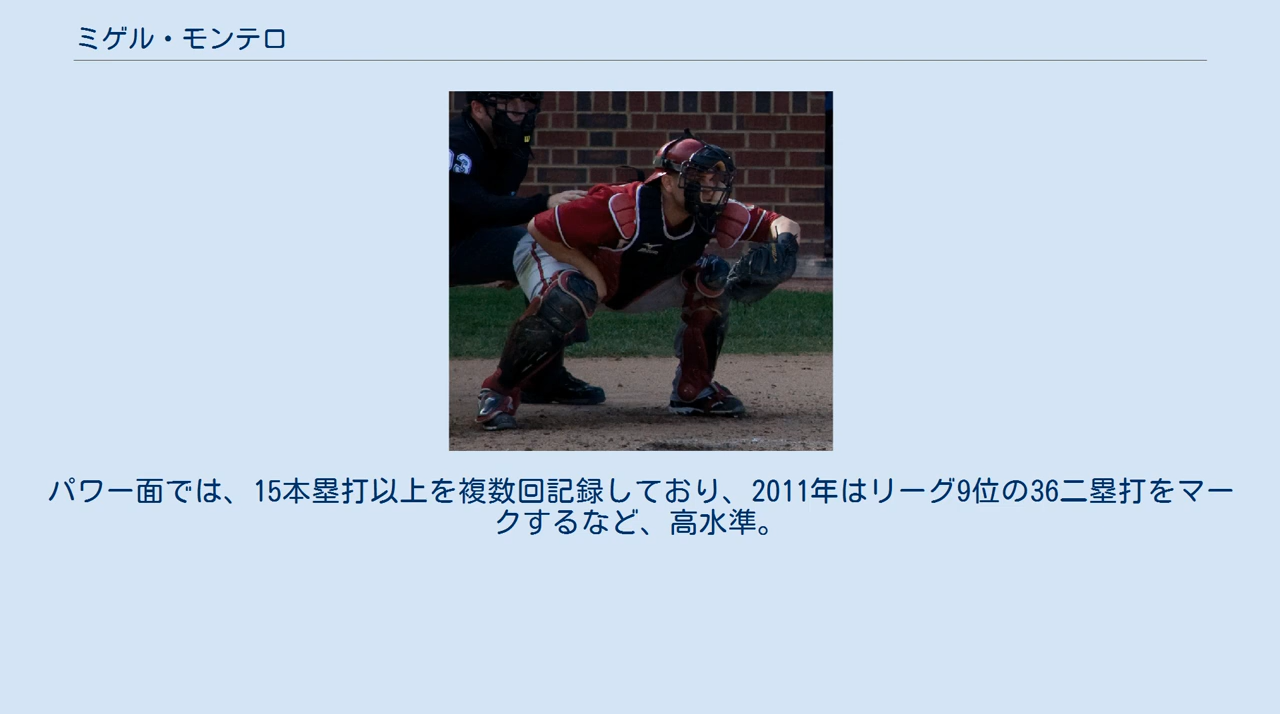 ミゲル・モンテロ
93
パワー面では、15本塁打以上を複数回記録しており、2011年はリーグ9位の36二塁打をマー
クするなど、高水準。